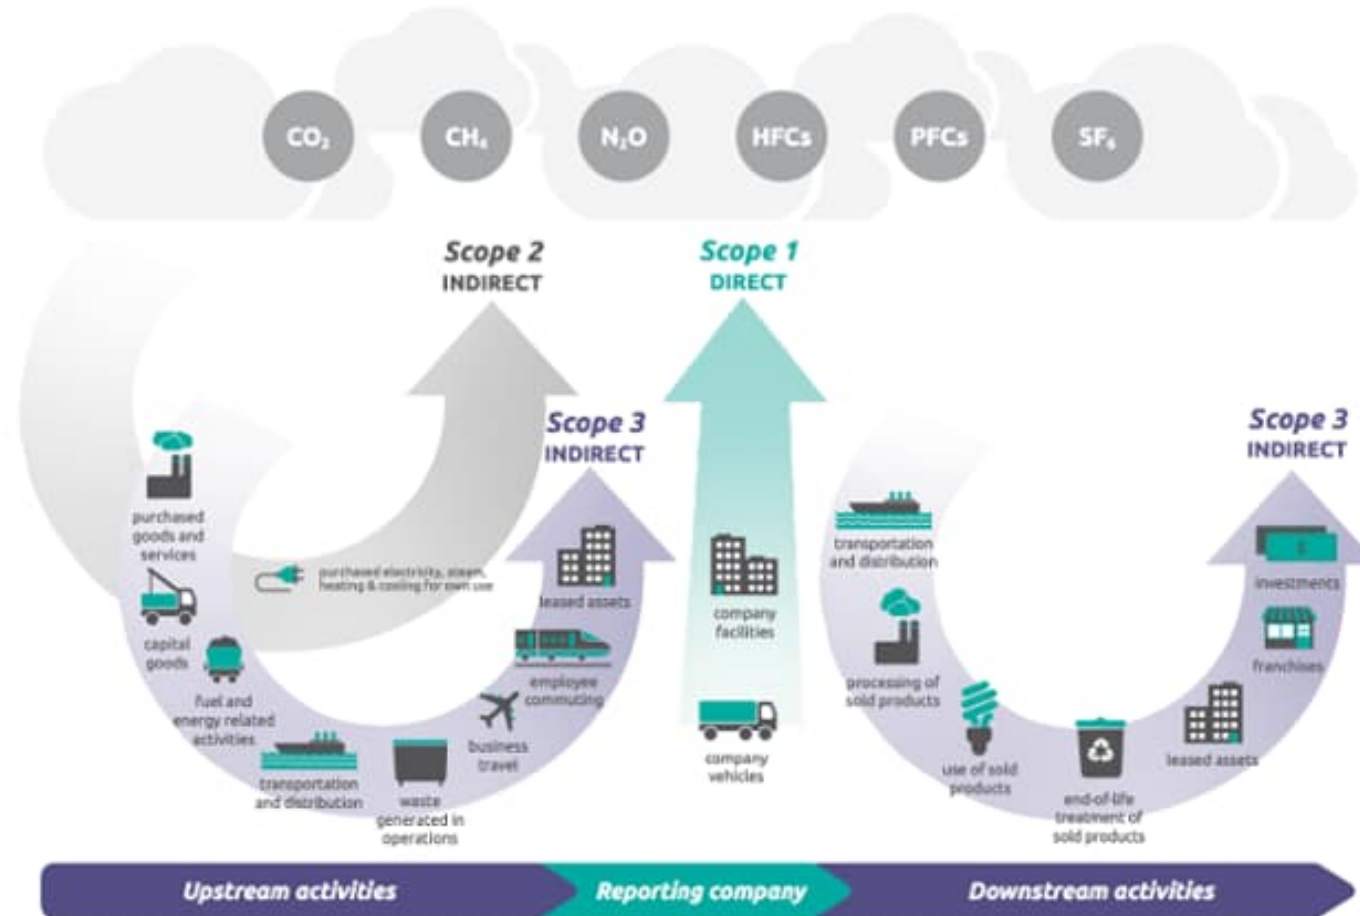 CO₂
CH₄
N₂O
HFCs
PFCs
SF₆
Scope 2
INDIRECT
Scope 1
DIRECT
Scope 3
INDIRECT
Scope 3
INDIRECT
purchased
goods and
services
capital
goods
fuel and
energy related
activities
transportation
and distribution
waste
generated in
operations
business
travel
employee
commuting
leased assets
purchased electricity, steam,
heating & cooling for own use
company
facilities
company
vehicles
transportation
and distribution
processing of
sold products
use of sold
products
end-of-life
treatment of
sold products
leased assets
franchises
investments
Upstream activities
Reporting company
Downstream activities